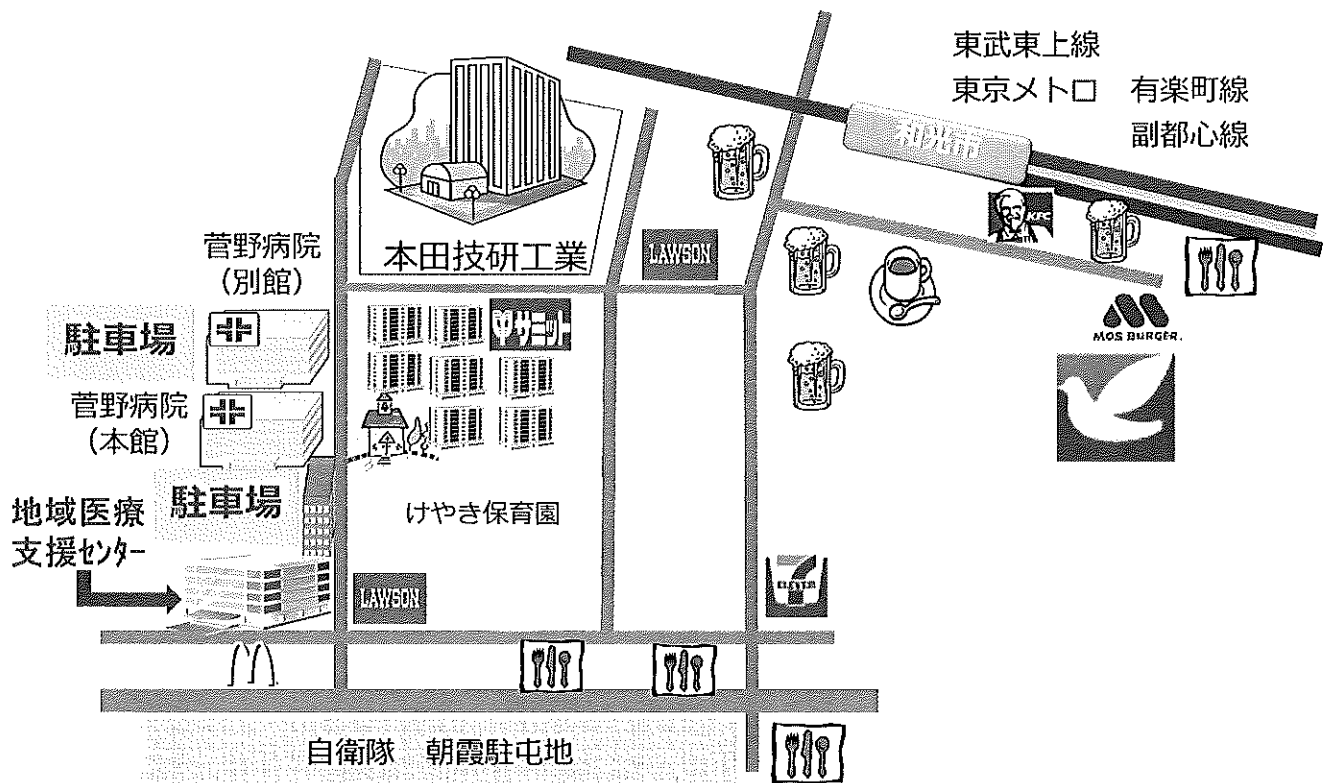 東武東上線
東京メトロ 有楽町線
副都心線
和光市
KFC
LAWSON
本田技研工業
菅野病院
(別館)
駐車場
サミット
MOS BURGER
菅野病院
(本館)
駐車場
けやき保育園
地域医療
支援センター
LAWSON
7
ELEVEN
自衛隊 朝霞駐屯地